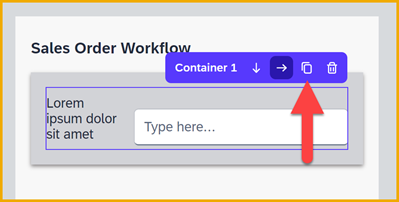 Sales Order Workflow
Container 1
Lorem
ipsum dolor
sit amet
Type here...